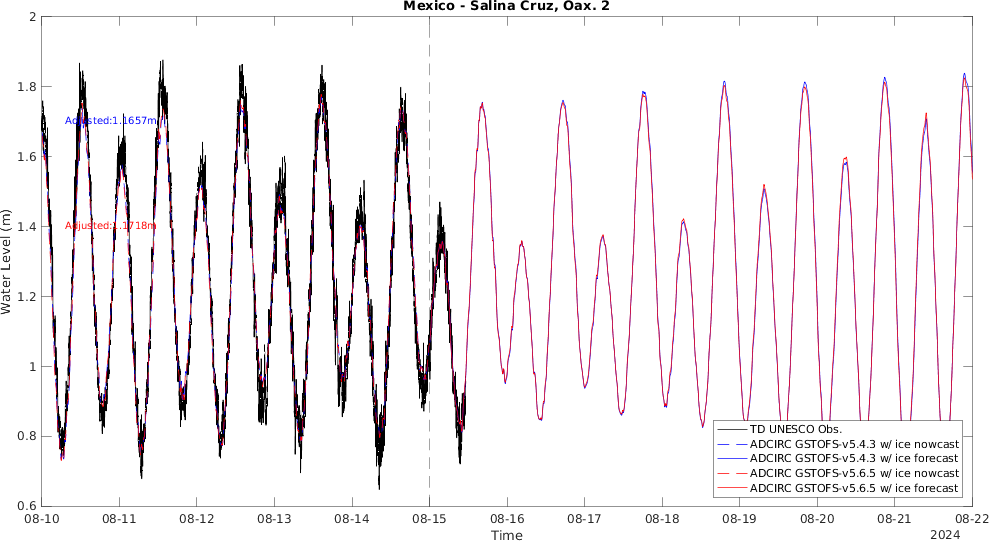 Mexico - Salina Cruz, Oax. 2
Water Level (m)
2
1.8
1.6
1.4
1.2
1
0.8
0.6
Adjusted:1.1657m
Adjusted:1.1718m
TD UNESCO Obs.
ADCIRC GSTOFS-v5.4.3 w/ ice nowcast
ADCIRC GSTOFS-v5.4.3 w/ ice forecast
ADCIRC GSTOFS-v5.6.5 w/ ice nowcast
ADCIRC GSTOFS-v5.6.5 w/ ice forecast
08-10 08-11 08-12 08-13 08-14 08-15 08-16 08-17 08-18 08-19 08-20 08-21 08-22
Time
2024